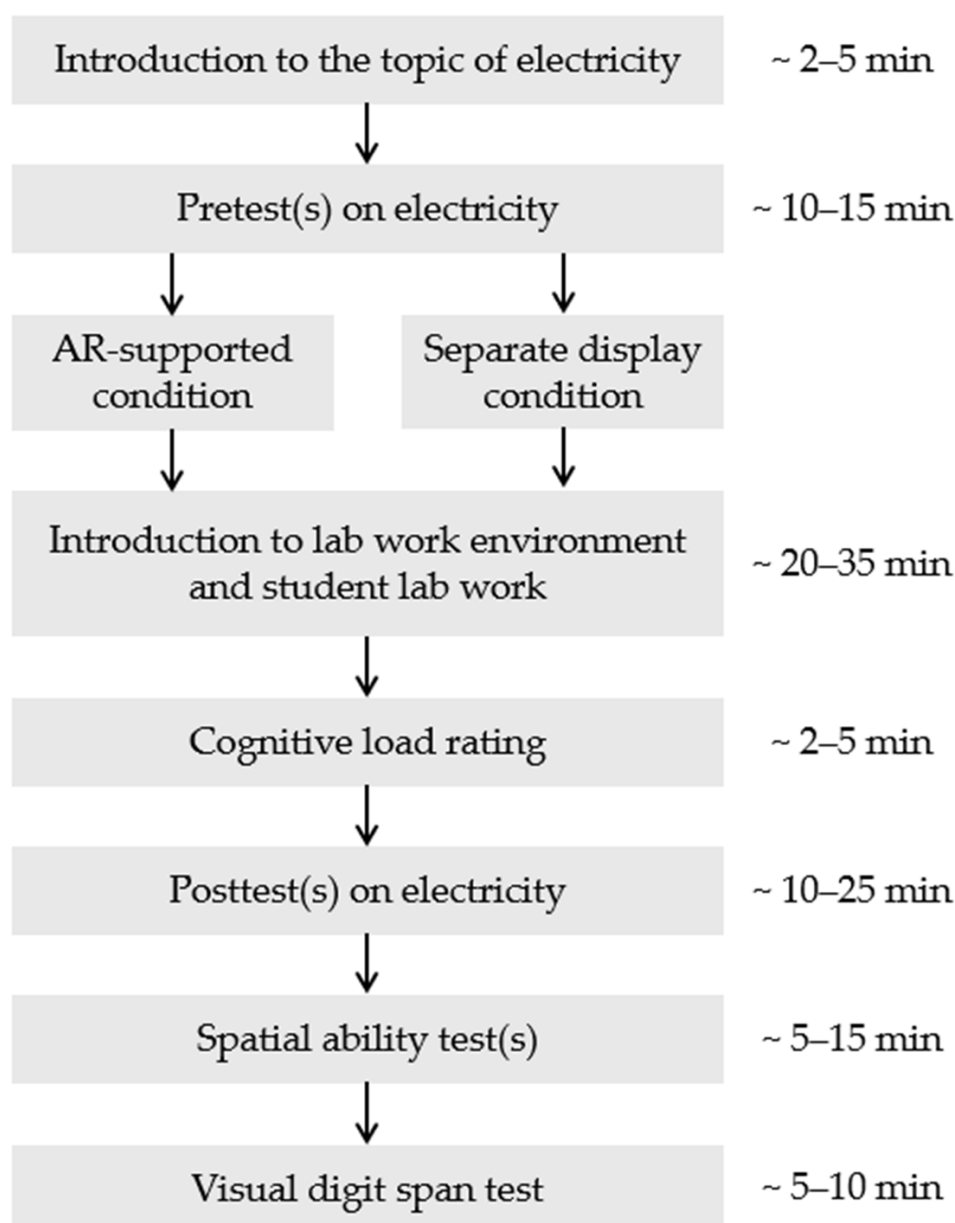 Introduction to the topic of electricity ~ 2–5 min
Pretest(s) on electricity ~ 10–15 min
AR-supported
condition
Separate display
condition
Introduction to lab work environment
and student lab work
~ 20–35 min
Cognitive load rating ~ 2–5 min
Posttest(s) on electricity ~ 10–25 min
Spatial ability test(s) ~ 5–15 min
Visual digit span test ~ 5–10 min